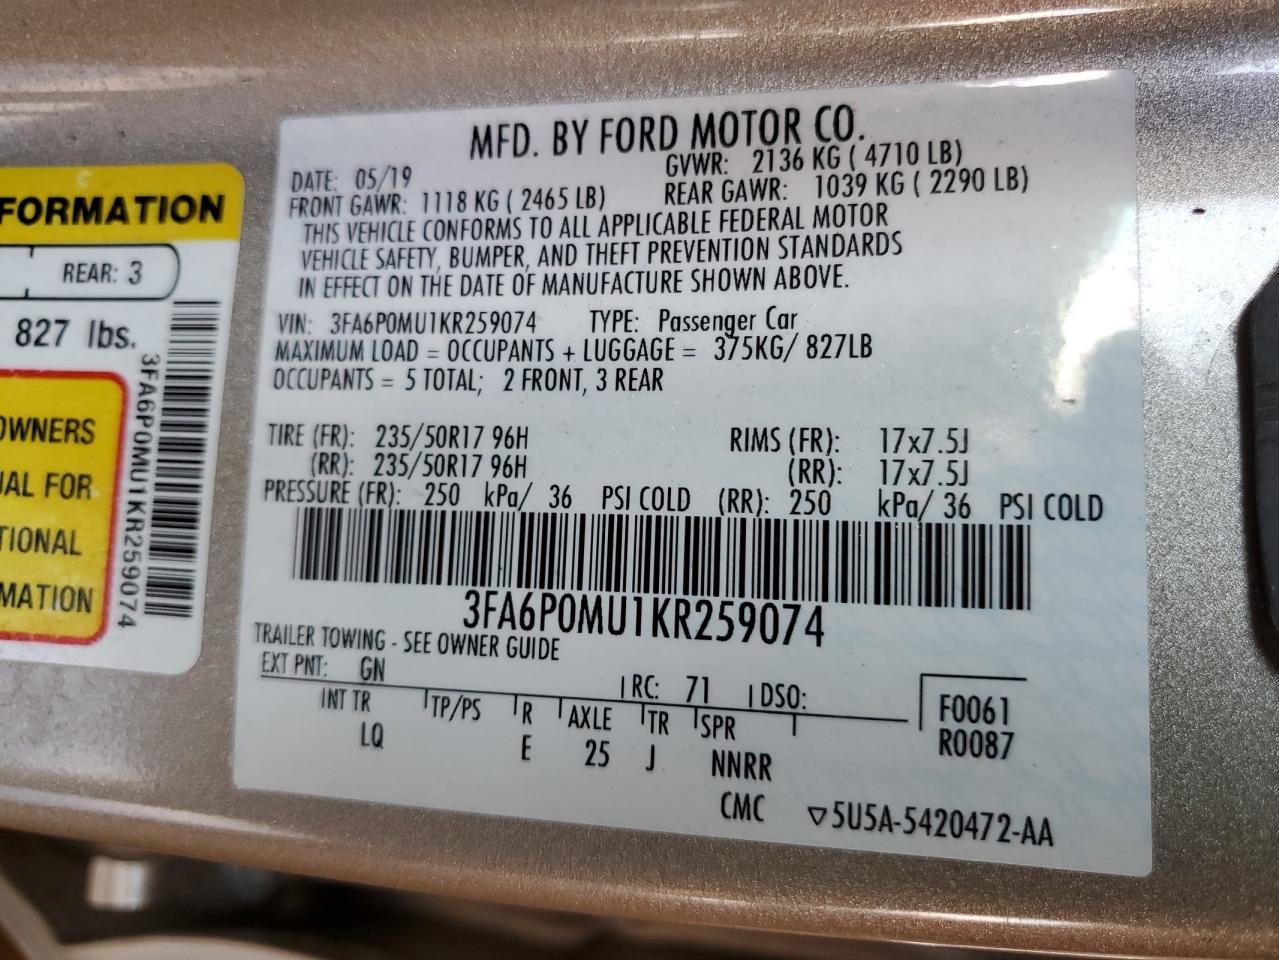 FORMATION
REAR: 3
827 lbs.
OWNERS
FOR
3FA6P0MU1KR259074
MFD. BY FORD MOTOR CO.
DATE: 05/19 GVWR: 2136 KG ( 4710 LB)
FRONT GAWR: 1118 KG ( 2465 LB) REAR GAWR: 1039 KG ( 2290 LB)
THIS VEHICLE CONFORMS TO ALL APPLICABLE FEDERAL MOTOR
VEHICLE SAFETY, BUMPER, AND THEFT PREVENTION STANDARDS
IN EFFECT ON THE DATE OF MANUFACTURE SHOWN ABOVE.
VIN: 3FA6P0MU1KR259074 TYPE: Passenger Car
MAXIMUM LOAD = OCCUPANTS + LUGGAGE = 375KG/ 827LB
OCCUPANTS = 5 TOTAL; 2 FRONT, 3 REAR
TIRE (FR): 235/50R17 96H RIMS (FR): 17x7.5J
(RR): 235/50R17 96H (RR): 17x7.5J
PRESSURE (FR): 250 kPa/ 36 PSI COLD (RR): 250 kPa/ 36 PSI COLD
3FA6P0MU1KR259074
TRAILER TOWING - SEE OWNER GUIDE
EXT PNT: GN RC: 71 DSO:
INT TR TP/PS R AXLE TR SPR
LQ E 25 J NNRR
CMC
F0061
R0087
▽5U5A-5420472-AA